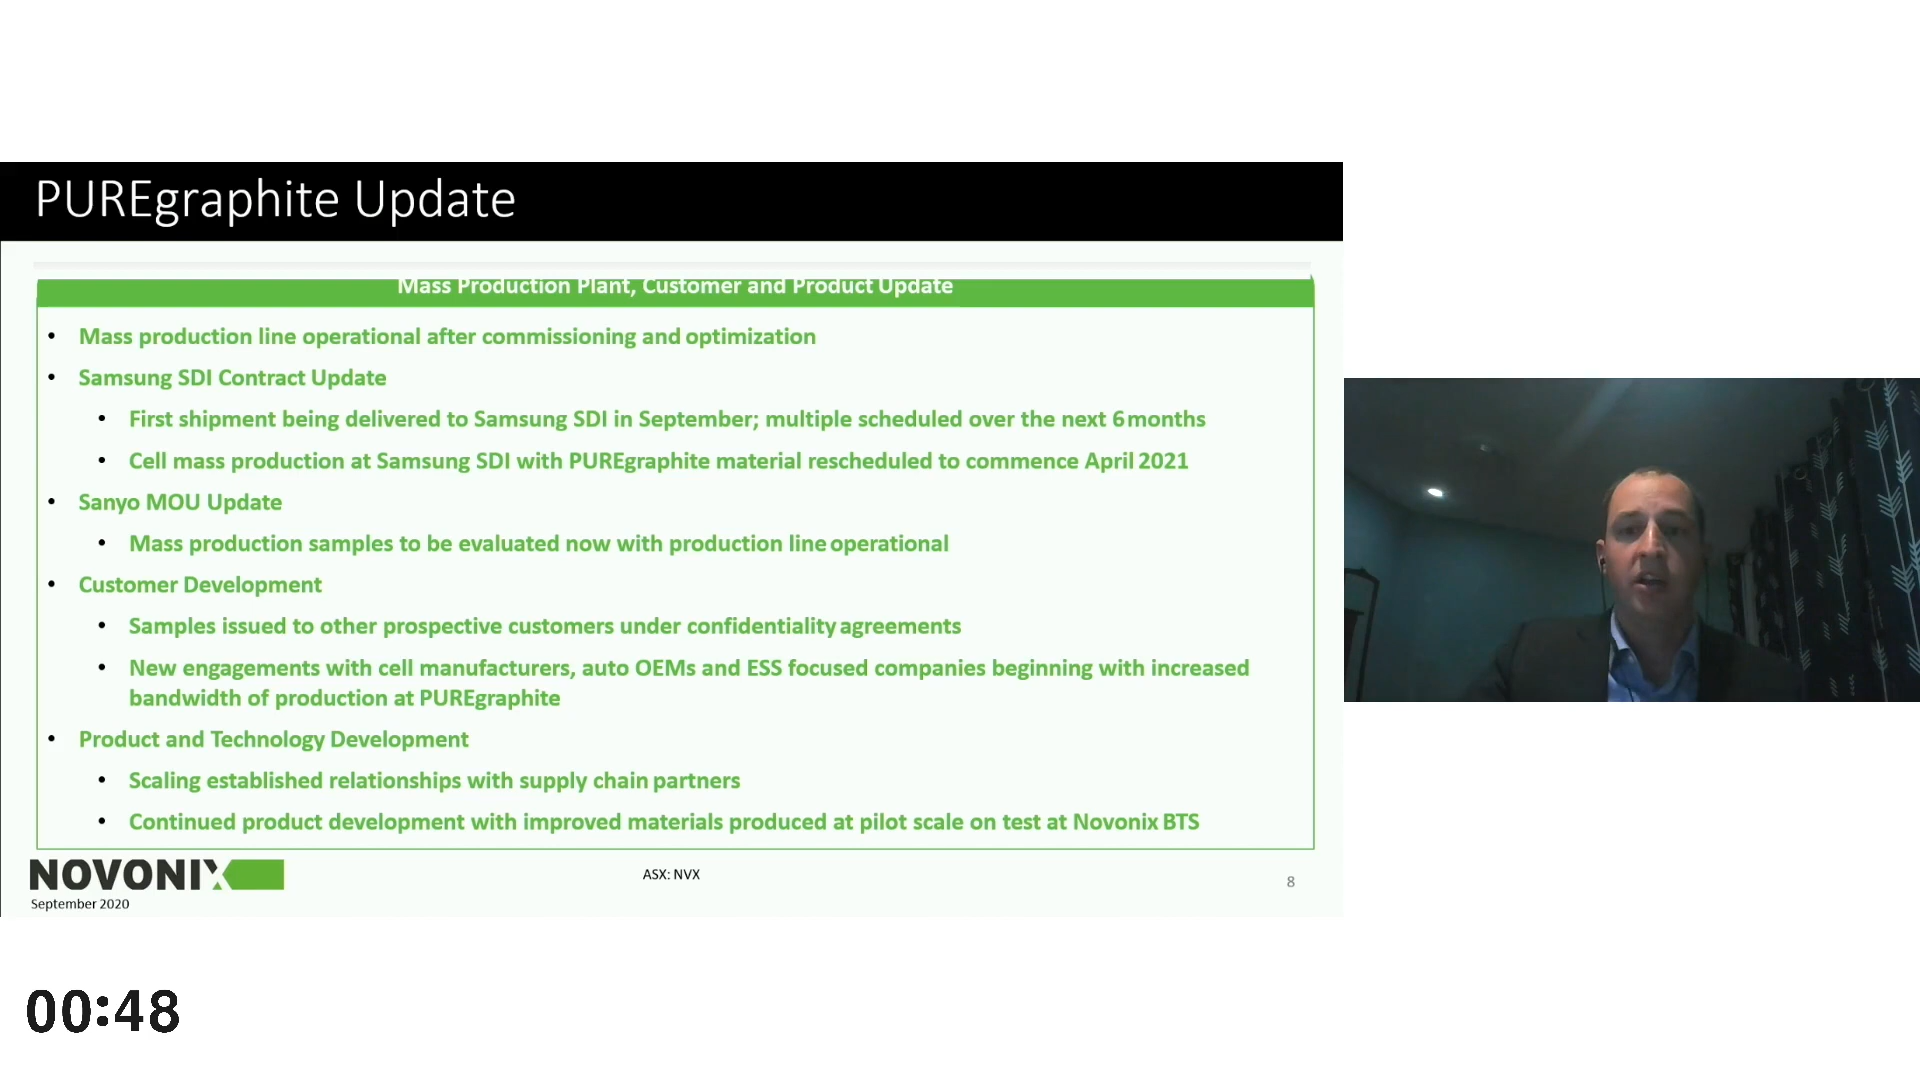 PUREgraphite Update
Mass Production Plant, Customer and Product Update
• Mass production line operational after commissioning and optimization
• Samsung SDI Contract Update
• First shipment being delivered to Samsung SDI in September; multiple scheduled over the next 6 months
• Cell mass production at Samsung SDI with PUREgraphite material rescheduled to commence April 2021
• Sanyo MOU Update
• Mass production samples to be evaluated now with production line operational
• Customer Development
• Samples issued to other prospective customers under confidentiality agreements
• New engagements with cell manufacturers, auto OEMs and ESS focused companies beginning with increased
bandwidth of production at PUREgraphite
• Product and Technology Development
• Scaling established relationships with supply chain partners
• Continued product development with improved materials produced at pilot scale on test at Novonix BTS
NOVONIX
ASX: NVX
8
September 2020
00:48